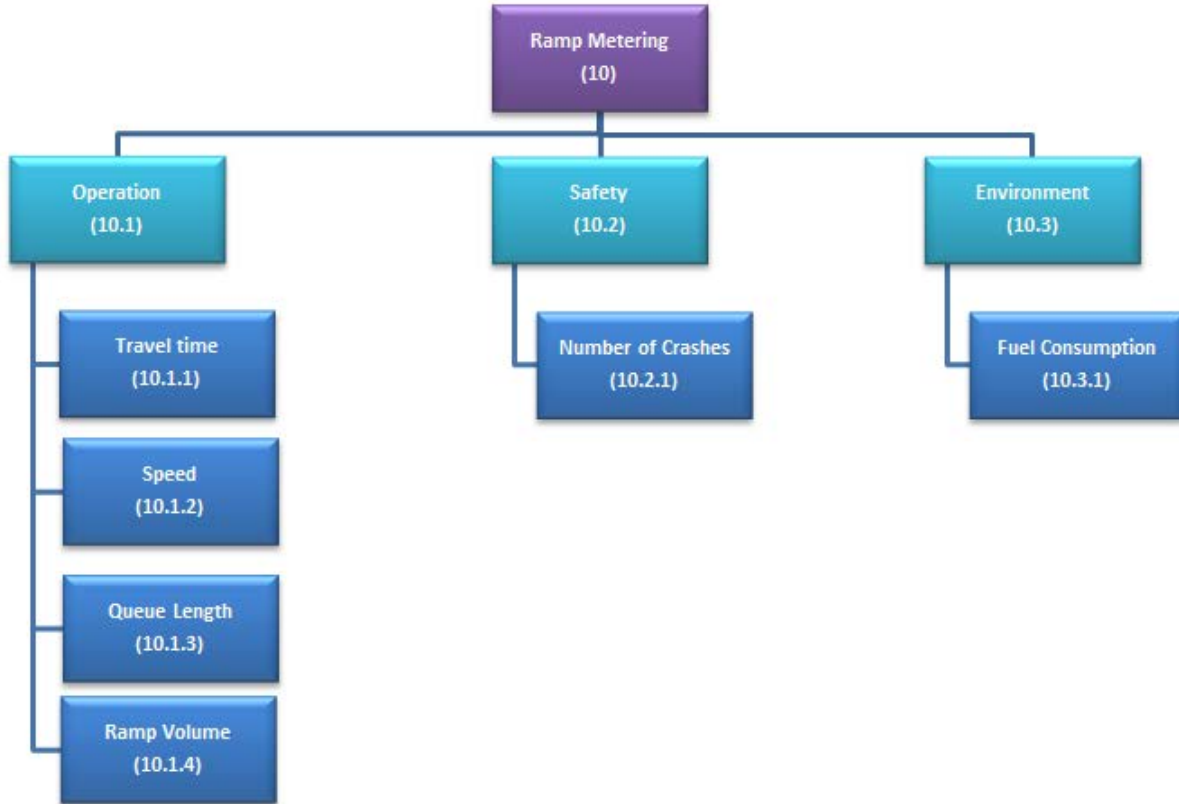 Ramp Metering
(10)
Operation
(10.1)
Safety
(10.2)
Environment
(10.3)
Travel time
(10.1.1)
Number of Crashes
(10.2.1)
Fuel Consumption
(10.3.1)
Speed
(10.1.2)
Queue Length
(10.1.3)
Ramp Volume
(10.1.4)